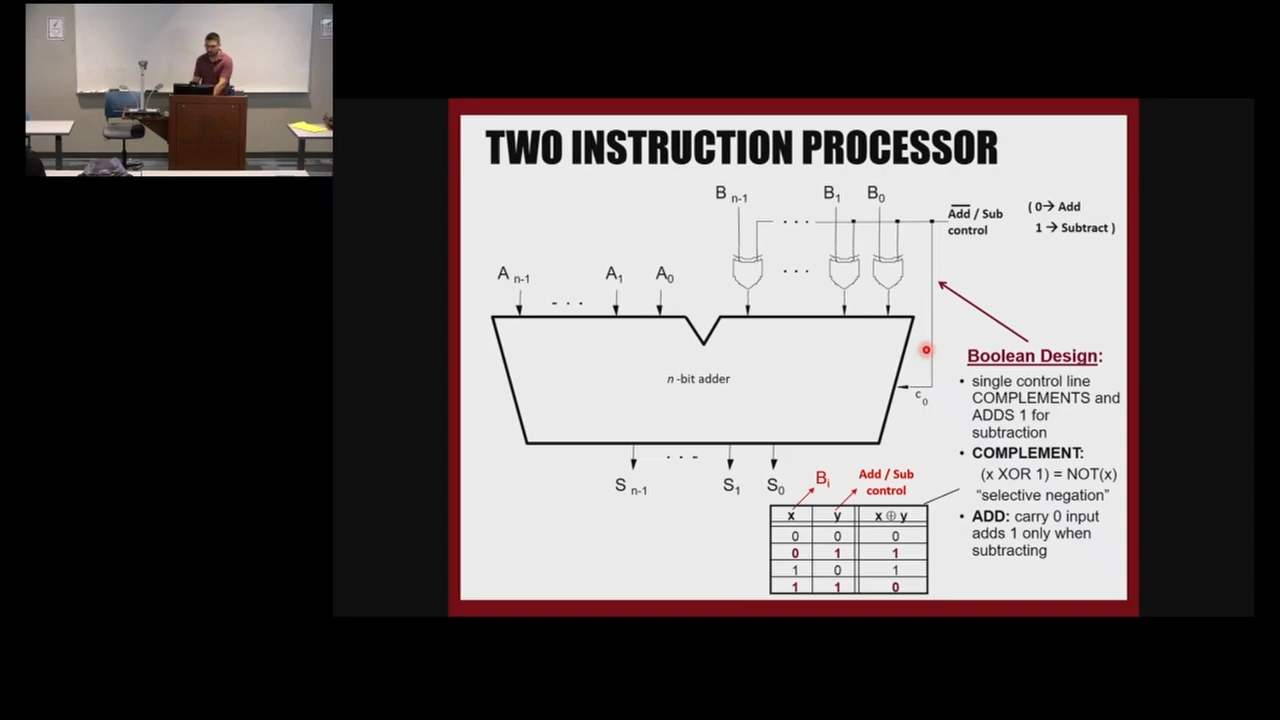 TWO INSTRUCTION PROCESSOR
B n-1 B1 B0
Add / Sub control
( 0→ Add
1 → Subtract )
. . .
. . .
A n-1 A1 A0
- . .
n -bit adder
c0
. . -
S n-1 S1 S0
Boolean Design:
• single control line
COMPLEMENTS and
ADDS 1 for
subtraction
• COMPLEMENT:
(x XOR 1) = NOT(x)
“selective negation”
• ADD: carry 0 input
adds 1 only when
subtracting
Bi
Add / Sub
control
x y x ⊕ y
0 0 0
0 1 1
1 0 1
1 1 0